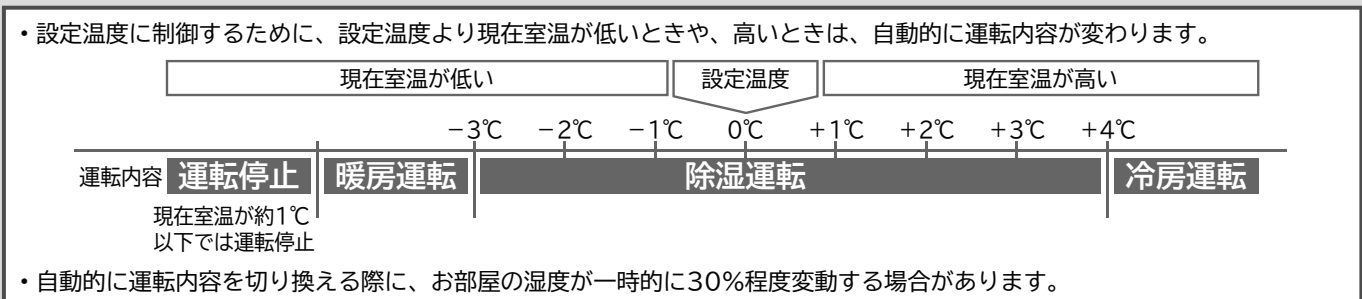 ・設定温度に制御するために、設定温度より現在室温が低いときや、高いときは、自動的に運転内容が変わります。
現在室温が低い 設定温度 現在室温が高い
−3℃ −2℃ −1℃ 0℃ +1℃ +2℃ +3℃ +4℃
運転内容 運転停止 暖房運転 除湿運転 冷房運転
現在室温が約1℃
以下では運転停止
・自動的に運転内容を切り換える際に、お部屋の湿度が一時的に30%程度変動する場合があります。